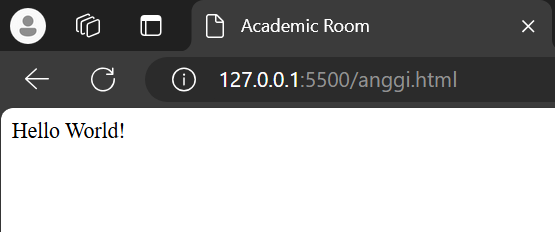 Academic Room
127.0.0.1:5500/anggi.html
Hello World!